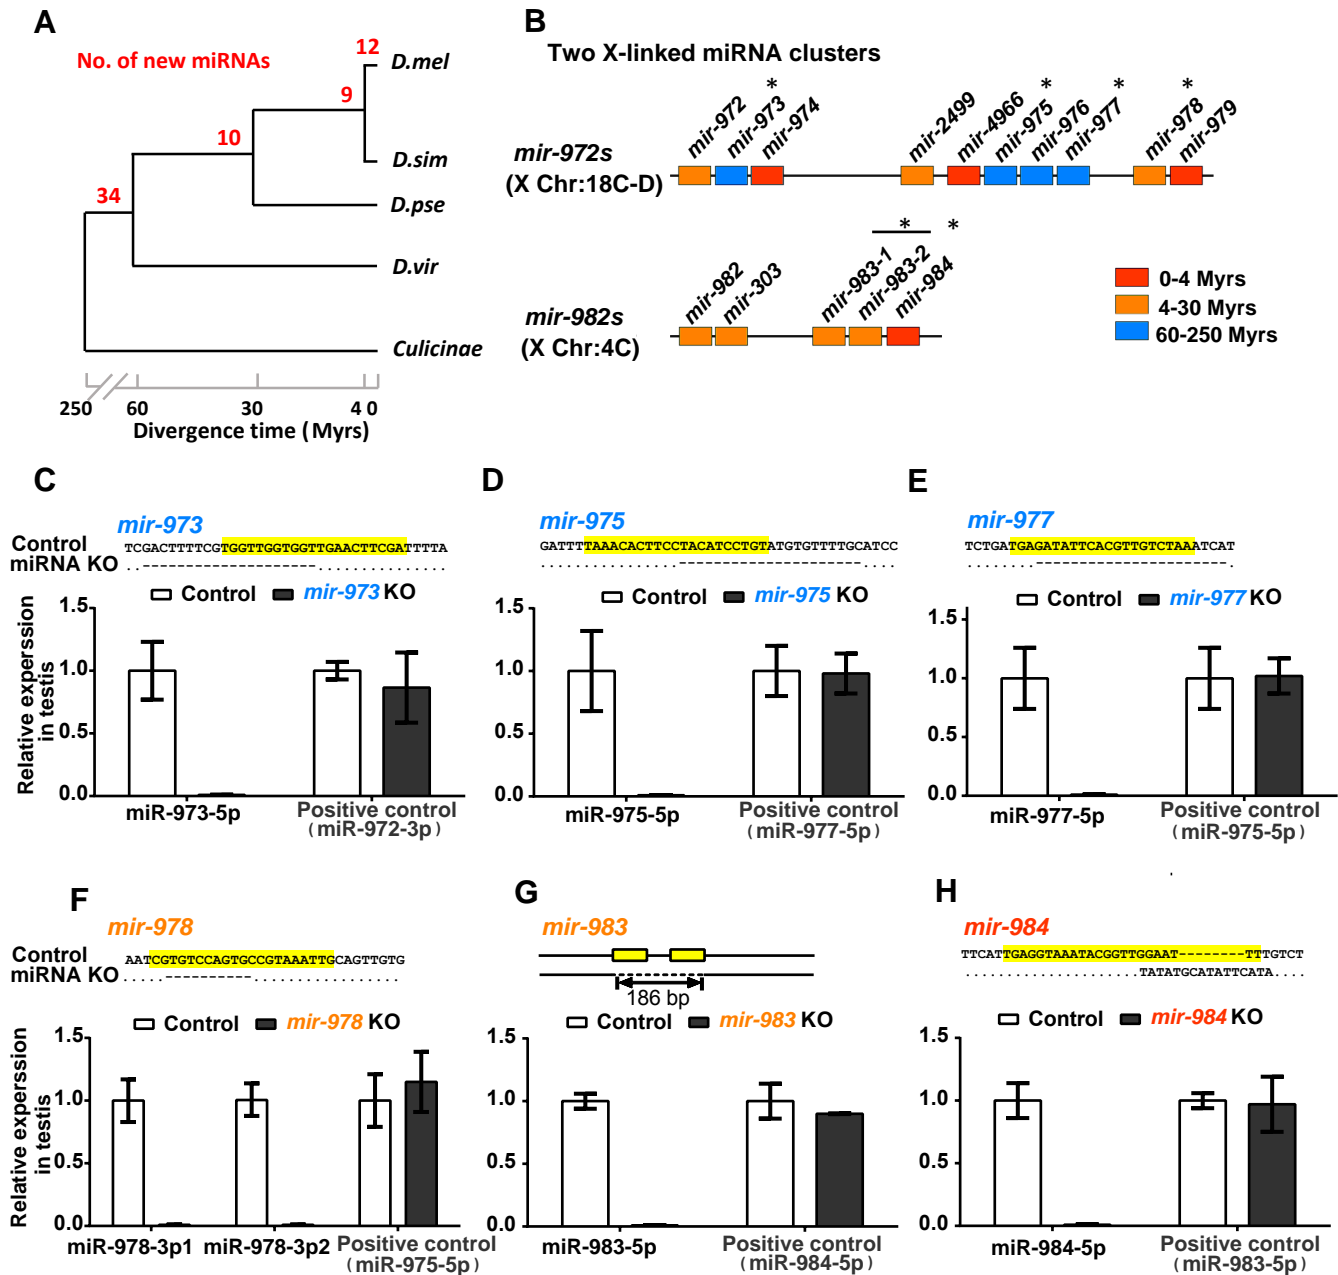 A
No. of new miRNAs
12
D.mel
9
10
D.sim
34
D.pse
D.vir
Culicinae
250 60 30 4 0
Divergence time (Myrs)
B
Two X-linked miRNA clusters
* * * *
mir-972 mir-973 mir-974 mir-2499 mir-4966 mir-975 mir-976 mir-977 mir-978 mir-979
mir-972s
(X Chr:18C-D)
* *
mir-982 mir-303 mir-983-1 mir-983-2 mir-984
mir-982s
(X Chr:4C)
0-4 Myrs
4-30 Myrs
60-250 Myrs
C
mir-973
Control TCGACTTTTCGTGGTTGGTGGTTGAACTTCGATTTTA
miRNA KO ..-------------------..............
Control mir-973 KO
Relative experssion
in testis
1.5
1.0
0.5
0.0
miR-973-5p Positive control
(miR-972-3p)
D
mir-975
GATTTTAAACACTTCCTACATCCTGTATGTGTTTTGCATCC
................--------------------....
Control mir-975 KO
1.5
1.0
0.5
0.0
miR-975-5p Positive control
(miR-977-5p)
E
mir-977
TCTGATGAGATATTCACGTTGTCTAAATCAT
..........---------------------.
Control mir-977 KO
1.5
1.0
0.5
0.0
miR-977-5p Positive control
(miR-975-5p)
F
mir-978
Control AATCGTGTCCAGTGCCGTAAATTGCAGTTGTG
miRNA KO .....----------.................
Control mir-978 KO
Relative experssion
in testis
1.5
1.0
0.5
0.0
miR-978-3p1 miR-978-3p2 Positive control
(miR-975-5p)
G
mir-983
186 bp
Control mir-983 KO
1.5
1.0
0.5
0.0
miR-983-5p Positive control
(miR-984-5p)
H
mir-984
TTCATTGAGGTAAATACGGTTGGAAT--------TTTGTCT
....................TATATGCATATTCATA....
Control mir-984 KO
1.5
1.0
0.5
0.0
miR-984-5p Positive control
(miR-983-5p)